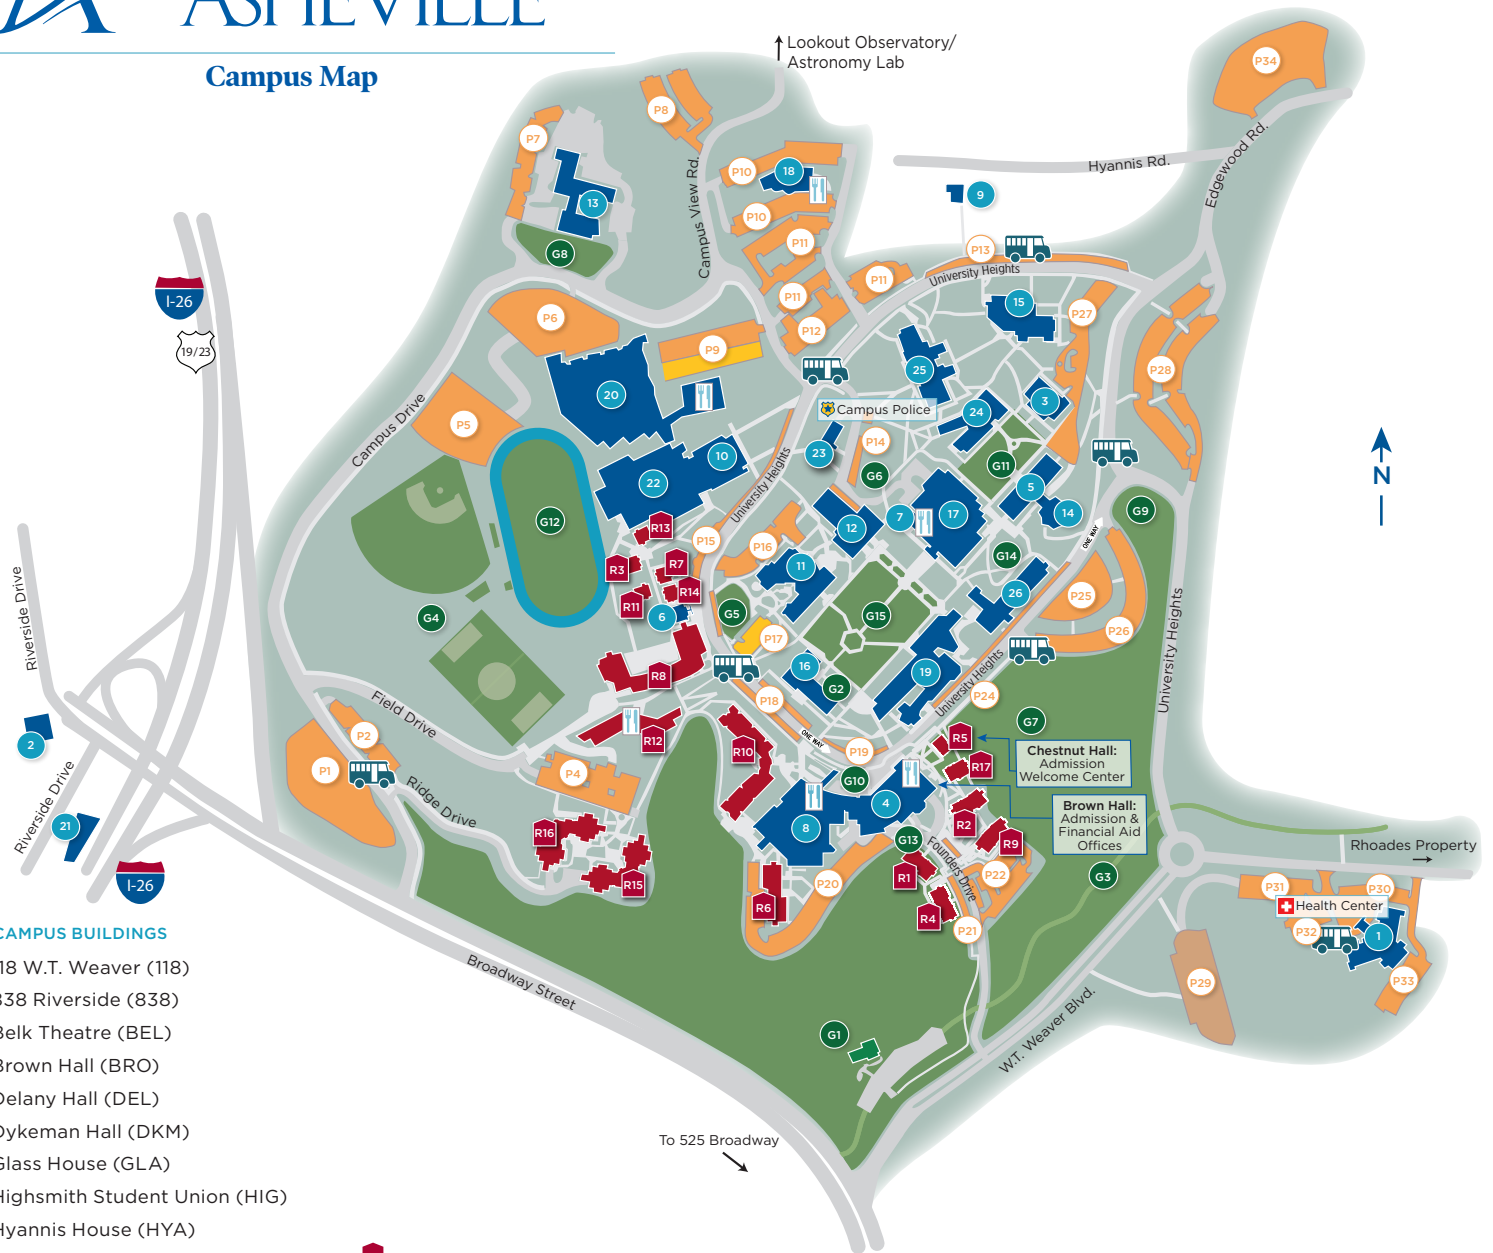 ASHEVILLE
Campus Map
Lookout Observatory/
Astronomy Lab
P34
Hyannis Rd.
Edgewood Rd.
P8
P7
Campus View Rd.
P10
18
9
13
P10
G8
P11
P13
University Heights
P11
P11
15
P27
I-26
19/23
P6
P12
P9
25
P28
20
3
Campus Police
24
P5
Campus Drive
P14
23
10
G11
G6
22
5
N
University Heights
G12
7
17
14
G9
R13
12
ONE WAY
P15
P16
G14
R3
R7
11
R14
R11
26
P25
Riverside Drive
6
G5
G15
G4
P26
P17
University Heights
16
19
R8
G2
University Heights
P24
P18
Field Drive
G7
2
R12
R10
ONE WAY
P19
R5
Chestnut Hall:
Admission
Welcome Center
P2
P1
P4
R17
G10
Riverside Drive
Ridge Drive
4
Brown Hall:
Admission &
Financial Aid
Offices
21
R16
8
R2
G13
R9
Founders Drive
Rhoades Property
I-26
R15
R1
P22
G3
P20
P31
P30
R6
R4
Health Center
P21
P32
1
CAMPUS BUILDINGS
18 W.T. Weaver (118)
838 Riverside (838)
Belk Theatre (BEL)
Brown Hall (BRO)
Delany Hall (DEL)
Dykeman Hall (DKM)
Glass House (GLA)
Highsmith Student Union (HIG)
Hyannis House (HYA)
Broadway Street
P29
P33
G1
W.T. Weaver Blvd.
To 525 Broadway